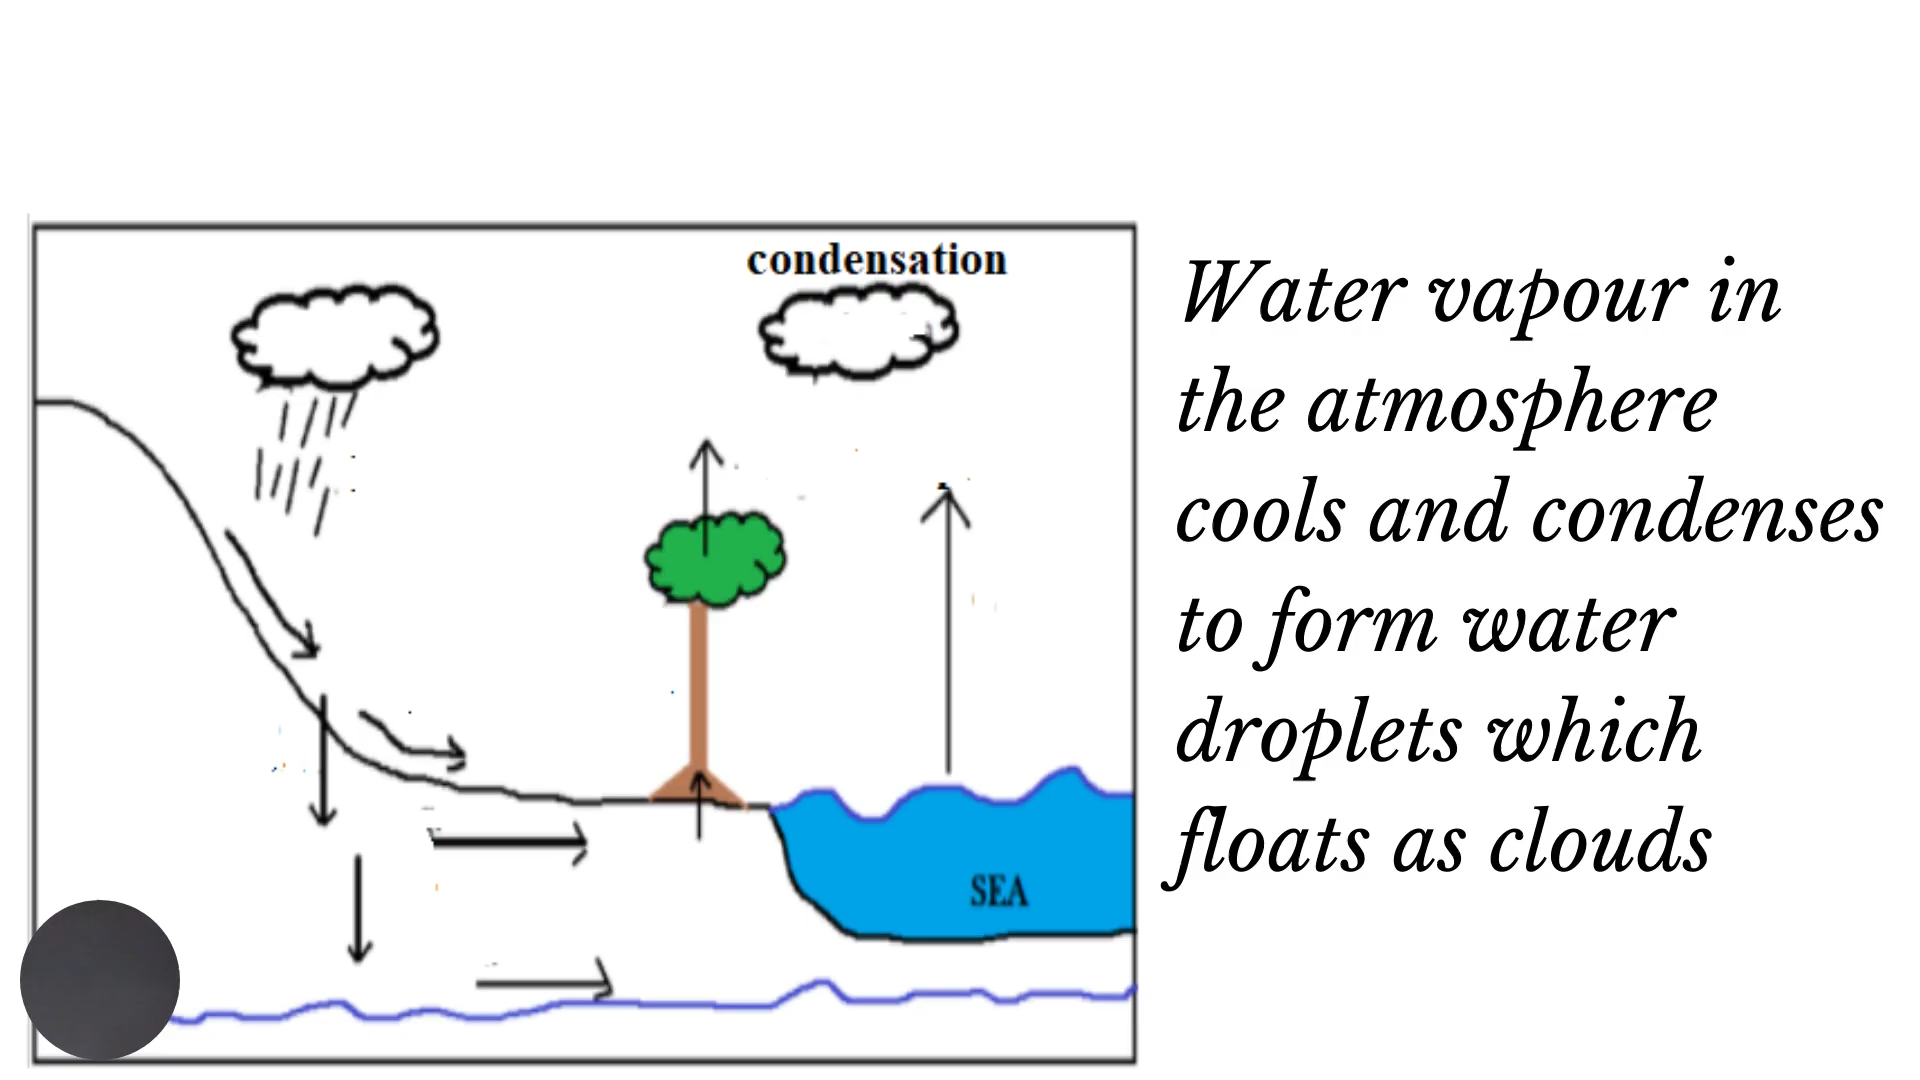 condensation
SEA
Water vapour in
the atmosphere
cools and condenses
to form water
droplets which
floats as clouds